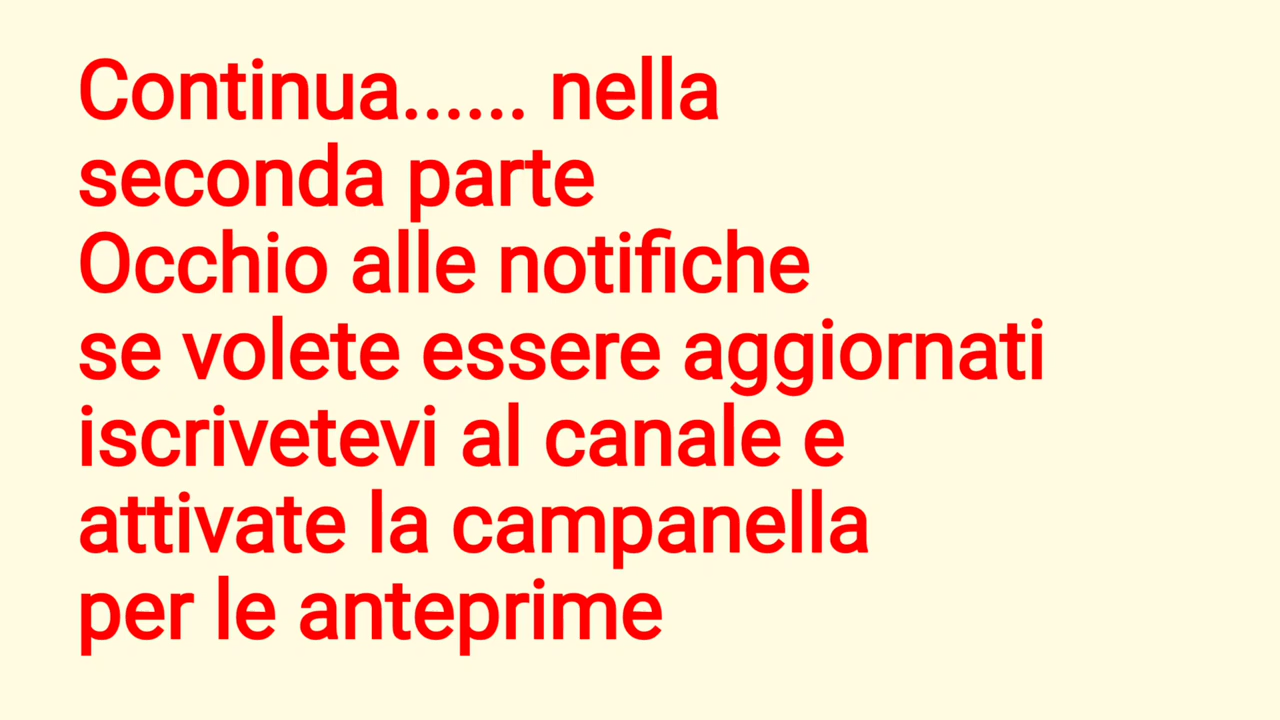 Continua...... nella
seconda parte
Occhio alle notifiche
se volete essere aggiornati
iscrivetevi al canale e
attivate la campanella
per le anteprime